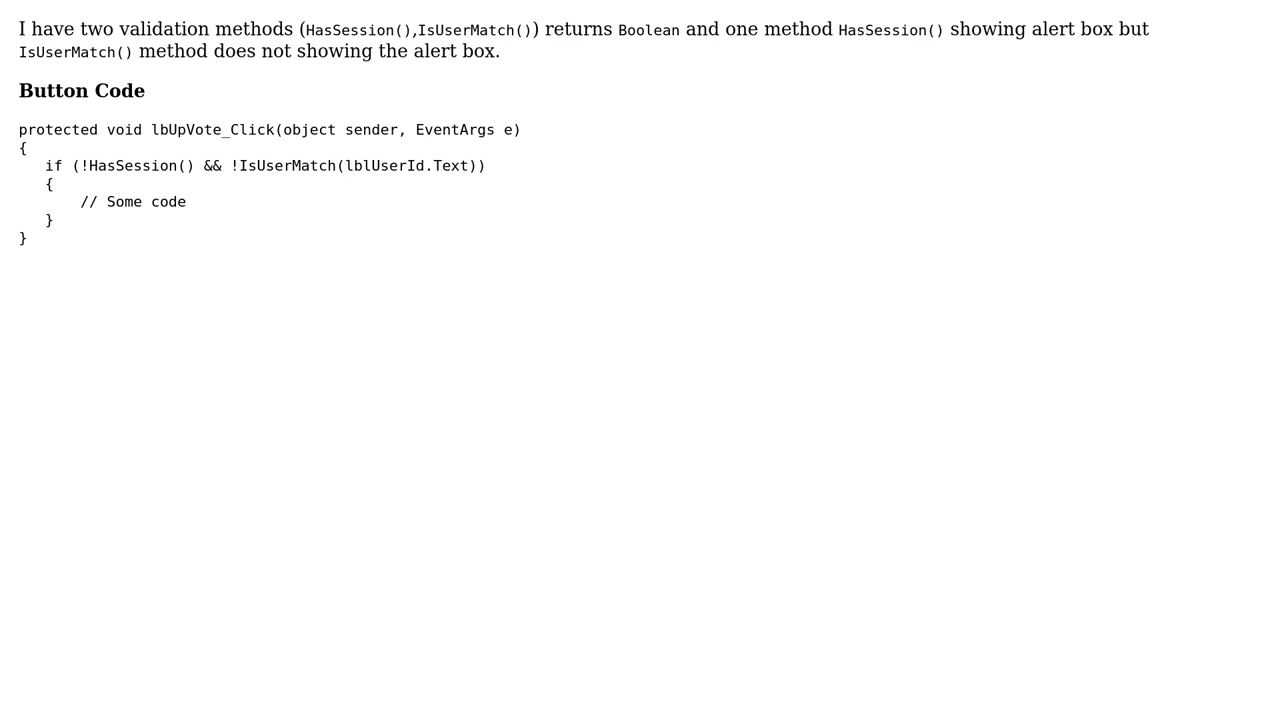 I have two validation methods (HasSession(),IsUserMatch()) returns Boolean and one method HasSession() showing alert box but
IsUserMatch() method does not showing the alert box.
Button Code
protected void lbUpVote_Click(object sender, EventArgs e)
{
   if (!HasSession() && !IsUserMatch(lblUserId.Text))
   {
       // Some code
   }
}